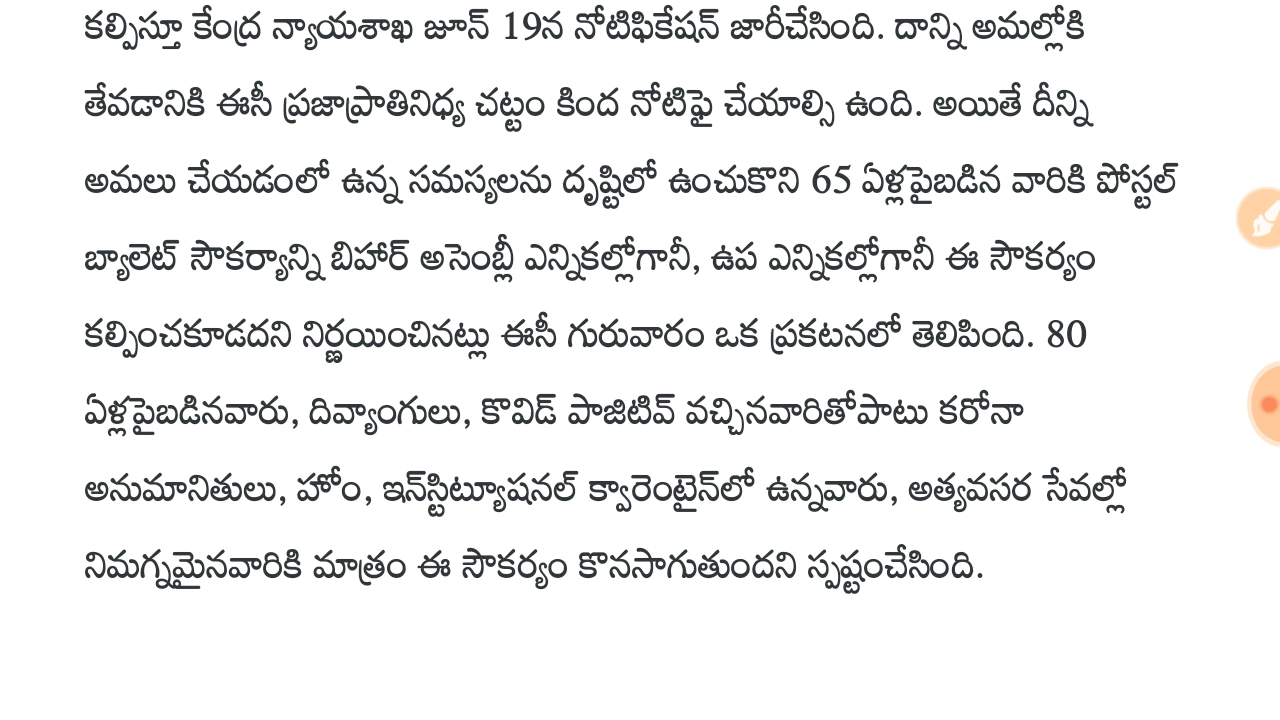 కల్పిస్తూ కేంద్ర న్యాయశాఖ జూన్ 19న నోటిఫికేషన్ జారీచేసింది. దాన్ని అమల్లోకి
తేవడానికి ఈసీ ప్రజాప్రాతినిధ్య చట్టం కింద నోటిఫై చేయాల్సి ఉంది. అయితే దీన్ని
అమలు చేయడంలో ఉన్న సమస్యలను దృష్టిలో ఉంచుకొని 65 ఏళ్లపైబడిన వారికి పోస్టల్
బ్యాలెట్ సౌకర్యాన్ని బిహార్ అసెంబ్లీ ఎన్నికల్లోగానీ, ఉప ఎన్నికల్లోగానీ ఈ సౌకర్యం
కల్పించకూడదని నిర్ణయించినట్లు ఈసీ గురువారం ఒక ప్రకటనలో తెలిపింది. 80
ఏళ్లపైబడినవారు, దివ్యాంగులు, కొవిడ్ పాజిటివ్ వచ్చినవారితోపాటు కరోనా
అనుమానితులు, హోం, ఇన్‌స్టిట్యూషనల్ క్వారెంటైన్‌లో ఉన్నవారు, అత్యవసర సేవల్లో
నిమగ్నమైనవారికి మాత్రం ఈ సౌకర్యం కొనసాగుతుందని స్పష్టంచేసింది.